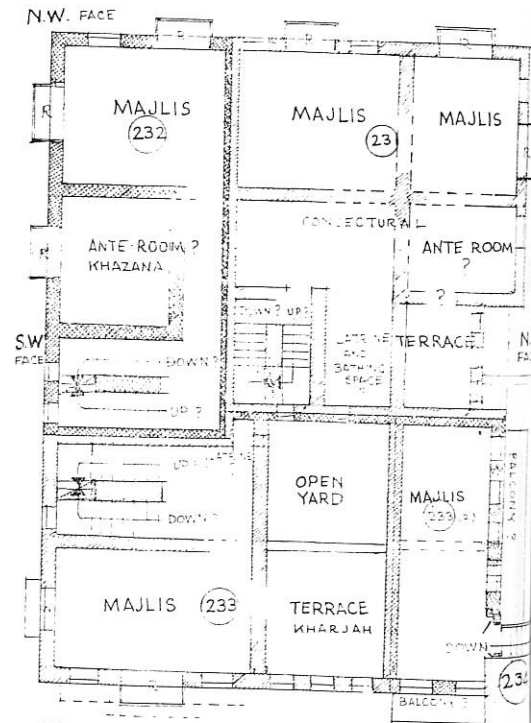 N.W. FACE
R
R
R
R
MAJLIS
232
MAJLIS
23
MAJLIS
R
CONJECTURAL
ANTE-ROOM?
KHAZANA
ANTE ROOM
?
?
DOWN? UP?
S.W
FACE
LATRINE
AND
BATHING
SPACE
TERRACE
N.
FA
DOWN?
UP?
UP?
DOWN?
OPEN
YARD
MAJLIS
233
BALCONY?
MAJLIS
233
TERRACE
KHARJAH
DOWN
R
BALCONY?